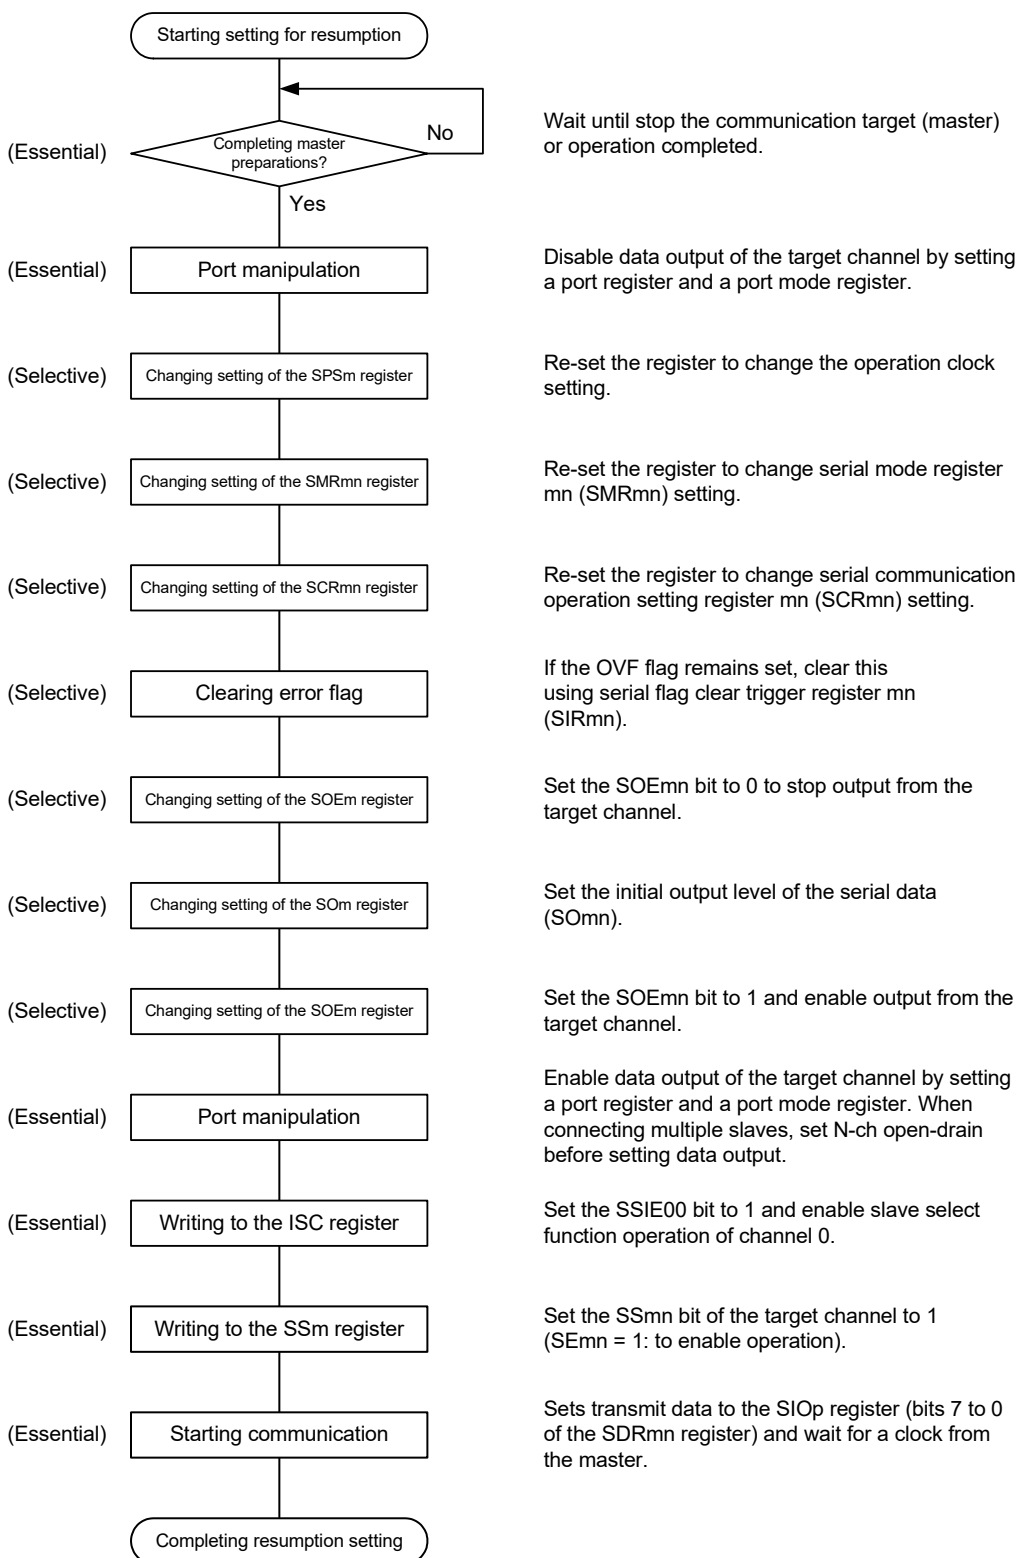 Starting setting for resumption
(Essential)
Completing master
preparations?
No
Yes
Wait until stop the communication target (master)
or operation completed.
(Essential)
Port manipulation
Disable data output of the target channel by setting
a port register and a port mode register.
(Selective)
Changing setting of the SPSm register
Re-set the register to change the operation clock
setting.
(Selective)
Changing setting of the SMRmn register
Re-set the register to change serial mode register
mn (SMRmn) setting.
(Selective)
Changing setting of the SCRmn register
Re-set the register to change serial communication
operation setting register mn (SCRmn) setting.
(Selective)
Clearing error flag
If the OVF flag remains set, clear this
using serial flag clear trigger register mn
(SIRmn).
(Selective)
Changing setting of the SOEm register
Set the SOEmn bit to 0 to stop output from the
target channel.
(Selective)
Changing setting of the SOm register
Set the initial output level of the serial data
(SOmn).
(Selective)
Changing setting of the SOEm register
Set the SOEmn bit to 1 and enable output from the
target channel.
(Essential)
Port manipulation
Enable data output of the target channel by setting
a port register and a port mode register. When
connecting multiple slaves, set N-ch open-drain
before setting data output.
(Essential)
Writing to the ISC register
Set the SSIE00 bit to 1 and enable slave select
function operation of channel 0.
(Essential)
Writing to the SSm register
Set the SSmn bit of the target channel to 1
(SEmn = 1: to enable operation).
(Essential)
Starting communication
Sets transmit data to the SIOp register (bits 7 to 0
of the SDRmn register) and wait for a clock from
the master.
Completing resumption setting